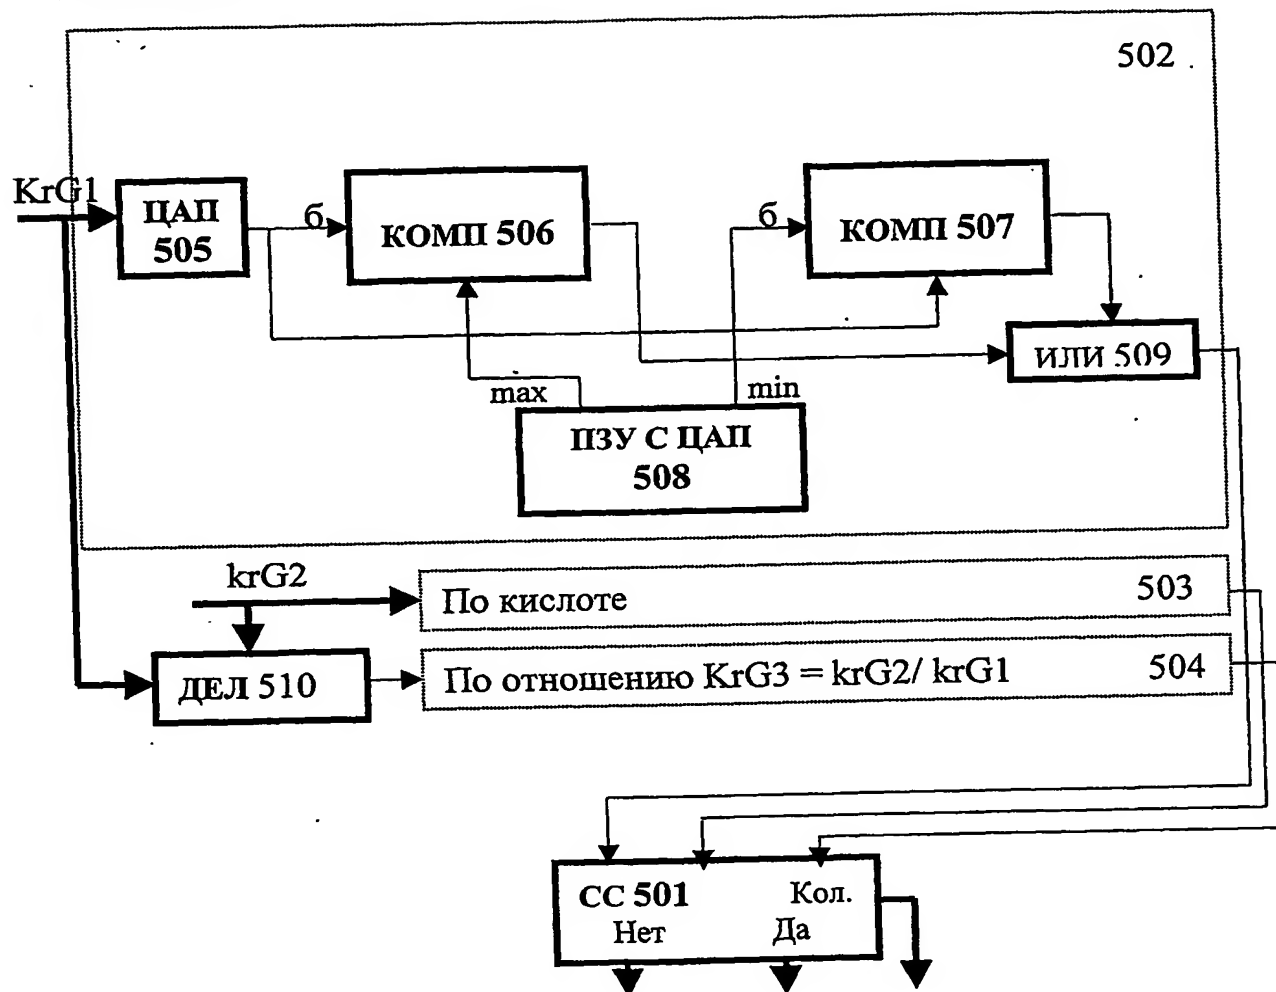 502
KrG1
ЦАП
505
б
КОМП 506
б
КОМП 507
ИЛИ 509
max
min
ПЗУ С ЦАП
508
krG2
По кислоте
503
ДЕЛ 510
По отношению KrG3 = krG2/ krG1
504
СС 501
Кол.
Нет
Да